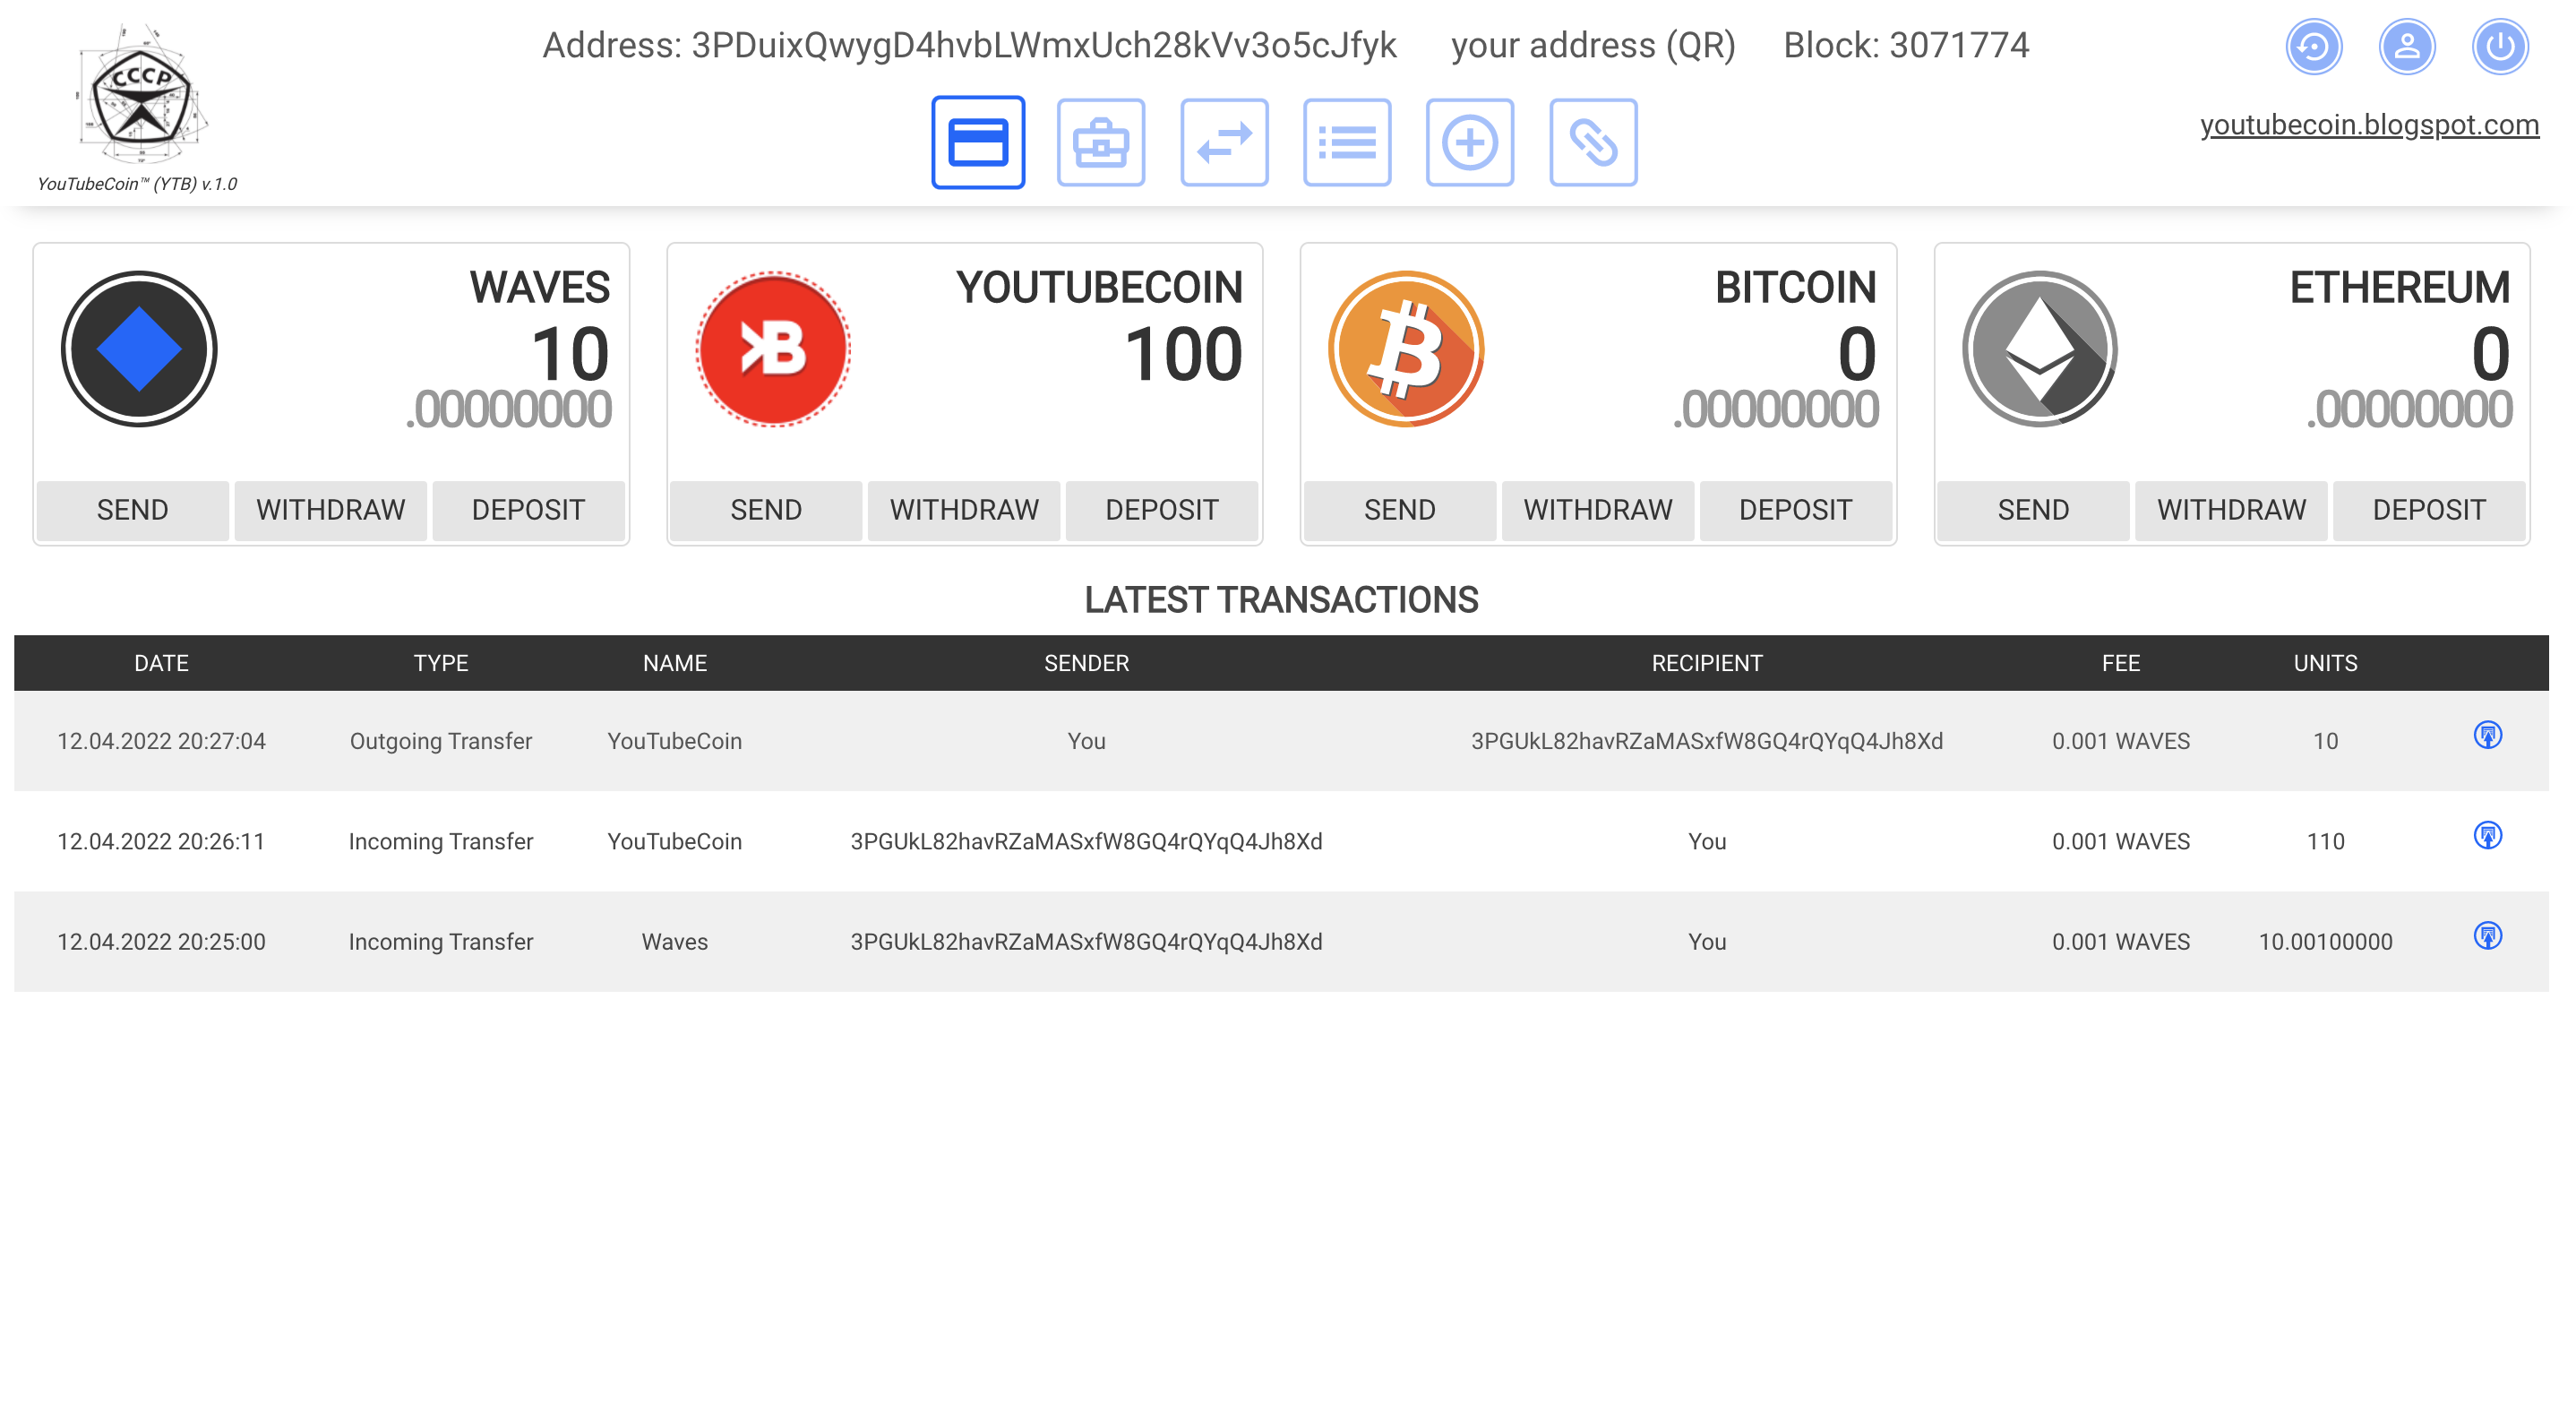 CCCP
YouTubeCoin™ (YTB) v.1.0
Address: 3PDuixQwygD4hvbLWmxUch28kVv3o5cJfyk your address (QR) Block: 3071774
youtubecoin.blogspot.com
WAVES
10
.00000000
SEND WITHDRAW DEPOSIT
YOUTUBECOIN
100
SEND WITHDRAW DEPOSIT
BITCOIN
0
.00000000
SEND WITHDRAW DEPOSIT
ETHEREUM
0
.00000000
SEND WITHDRAW DEPOSIT
LATEST TRANSACTIONS
DATE TYPE NAME SENDER RECIPIENT FEE UNITS
12.04.2022 20:27:04 Outgoing Transfer YouTubeCoin You 3PGUkL82havRZaMASxfW8GQ4rQYqQ4Jh8Xd 0.001 WAVES 10
12.04.2022 20:26:11 Incoming Transfer YouTubeCoin 3PGUkL82havRZaMASxfW8GQ4rQYqQ4Jh8Xd You 0.001 WAVES 110
12.04.2022 20:25:00 Incoming Transfer Waves 3PGUkL82havRZaMASxfW8GQ4rQYqQ4Jh8Xd You 0.001 WAVES 10.00100000